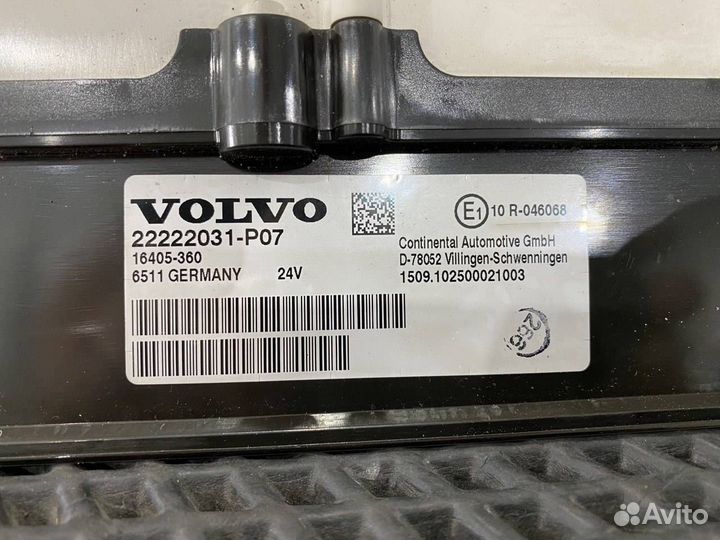 VOLVO
22222031-P07
16405-360
6511 GERMANY 24V
E1 10 R-046068
Continental Automotive GmbH
D-78052 Villingen-Schwenningen
1509.102500021003
266
Avito